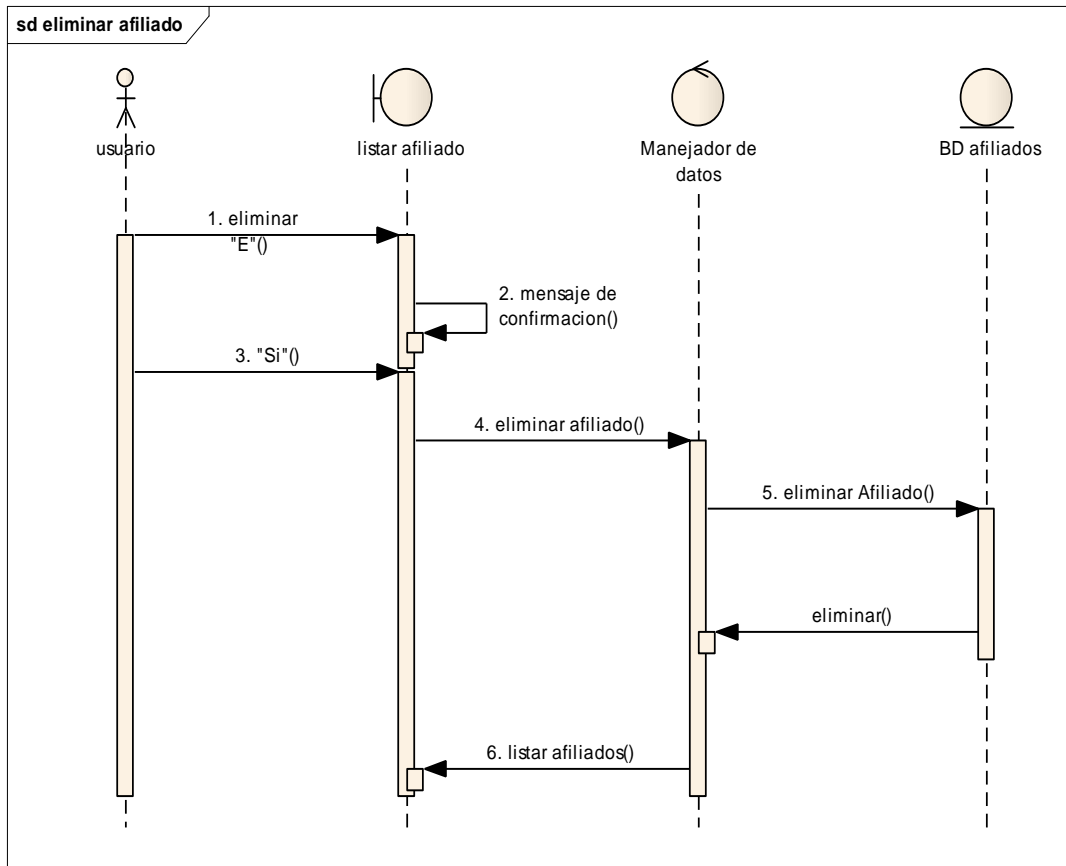 sd eliminar afiliado
usuario
listar afiliado
Manejador de
datos
BD afiliados
1. eliminar
"E"()
2. mensaje de
confirmacion()
3. "Si"()
4. eliminar afiliado()
5. eliminar Afiliado()
eliminar()
6. listar afiliados()